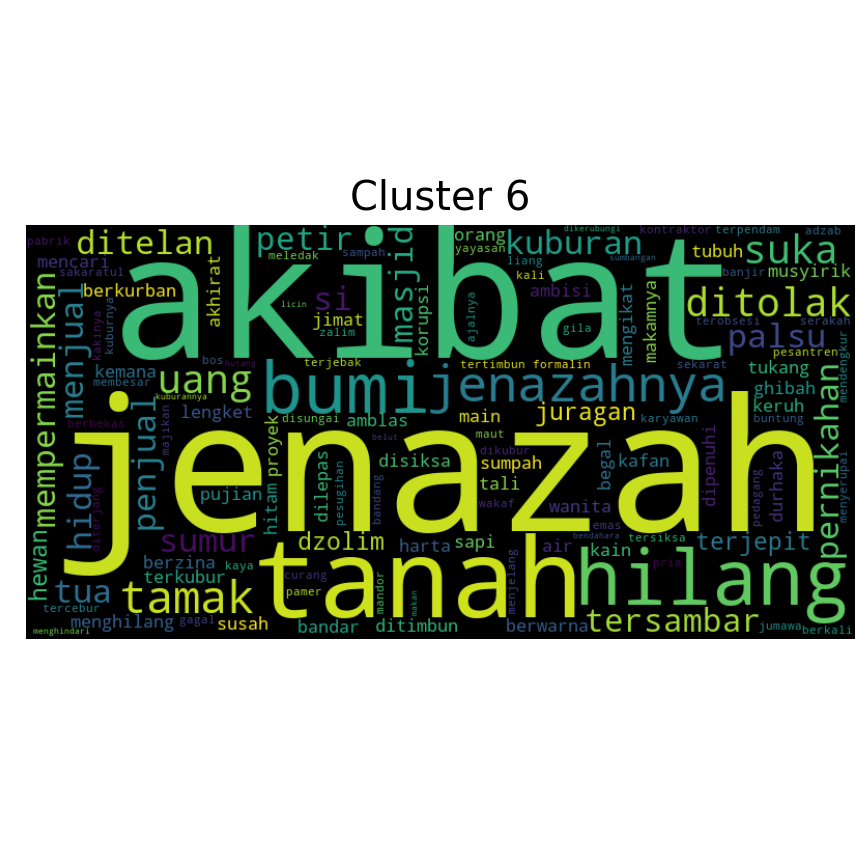 Cluster 6
pabrik ditelan petir masjid orang dikerubungi kontraktor terpendam adzab
mencari meledak sampah yayasan kuburan sumbangan tubuh suka
sakaratul akhirat akibat liang banjir musyirik
berkurban si licin korupsi kali ambisi mengikat makamnya ditolak
mempermainkan menjual kakinya kuburnya jimat zalim ajalnya gila terobsesi serakah palsu
bos hutang terjebak tertimbun formalin sekarat pesantren mendengkur
kemana uang bumi jenazahnya tukang
membesar kuburannya ghibah
penjual lengket disungai amblas main juragan karyawan buntung keruh
berbekas majikan belut maut
hidup jenazah proyek dikubur begal dipenuhi pernikahan
diterjang pujian hitam dilepas pesugihan bandang disiksa sumpah kafan durhaka menyerupai
tali wakaf wanita pedagang
hewan sumur dzolim harta sapi emas bendahara tersiksa terjepit
berzina air kain
tua terkubur kaya curang tanah menjelang hilang pria
tercebur tamak pamer mandor makan
menghilang gagal susah bandar ditimbun berwarna tersambar jumawa berkali
menghindari